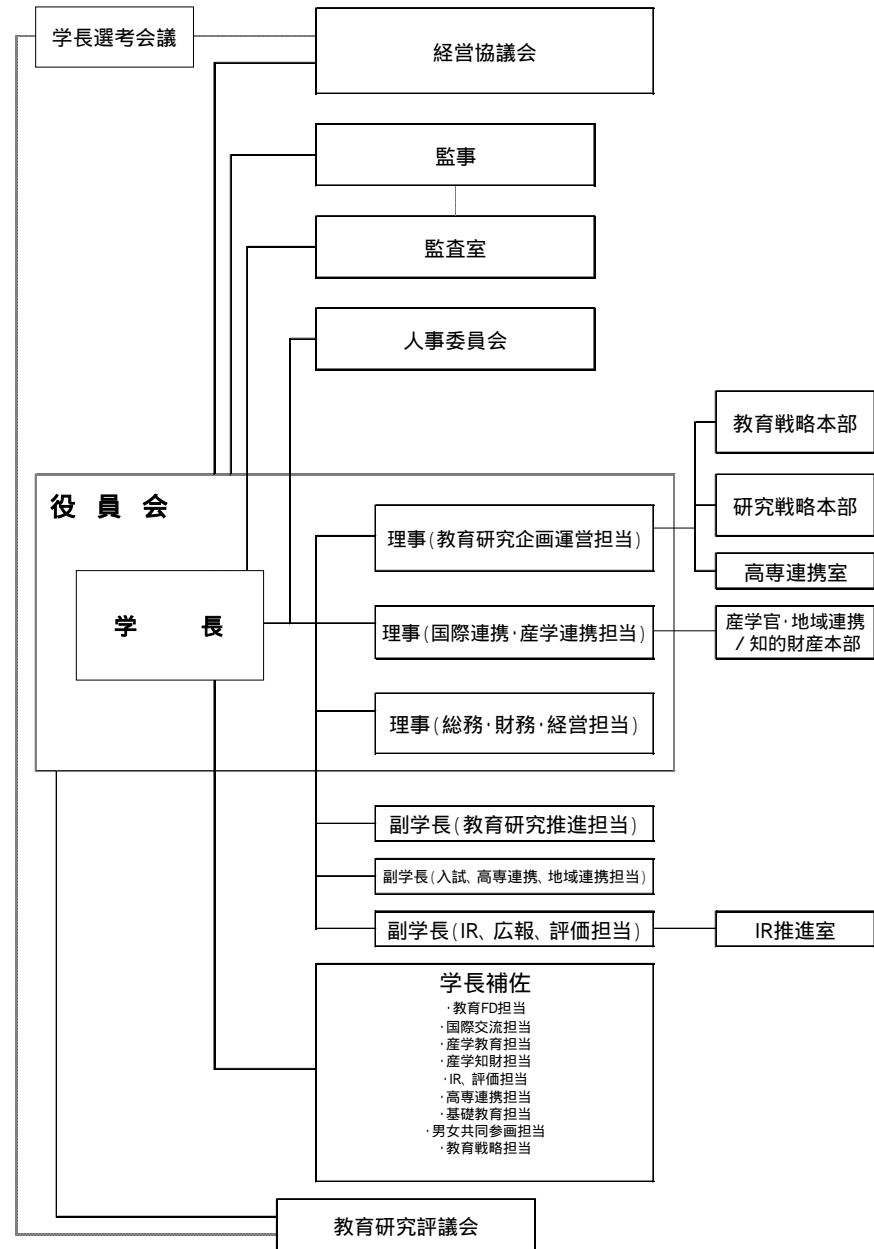 学長選考会議
経営協議会
監事
監査室
人事委員会
教育戦略本部
役員会
理事(教育研究企画運営担当)
研究戦略本部
高専連携室
学長
理事(国際連携・産学連携担当)
産学官・地域連携
/知的財産本部
理事(総務・財務・経営担当)
副学長(教育研究推進担当)
副学長(入試、高専連携、地域連携担当)
副学長(IR、広報、評価担当)
IR推進室
学長補佐
・教育FD担当
・国際交流担当
・産学教育担当
・産学知財担当
・IR、評価担当
・高専連携担当
・基礎教育担当
・男女共同参画担当
・教育戦略担当
教育研究評議会